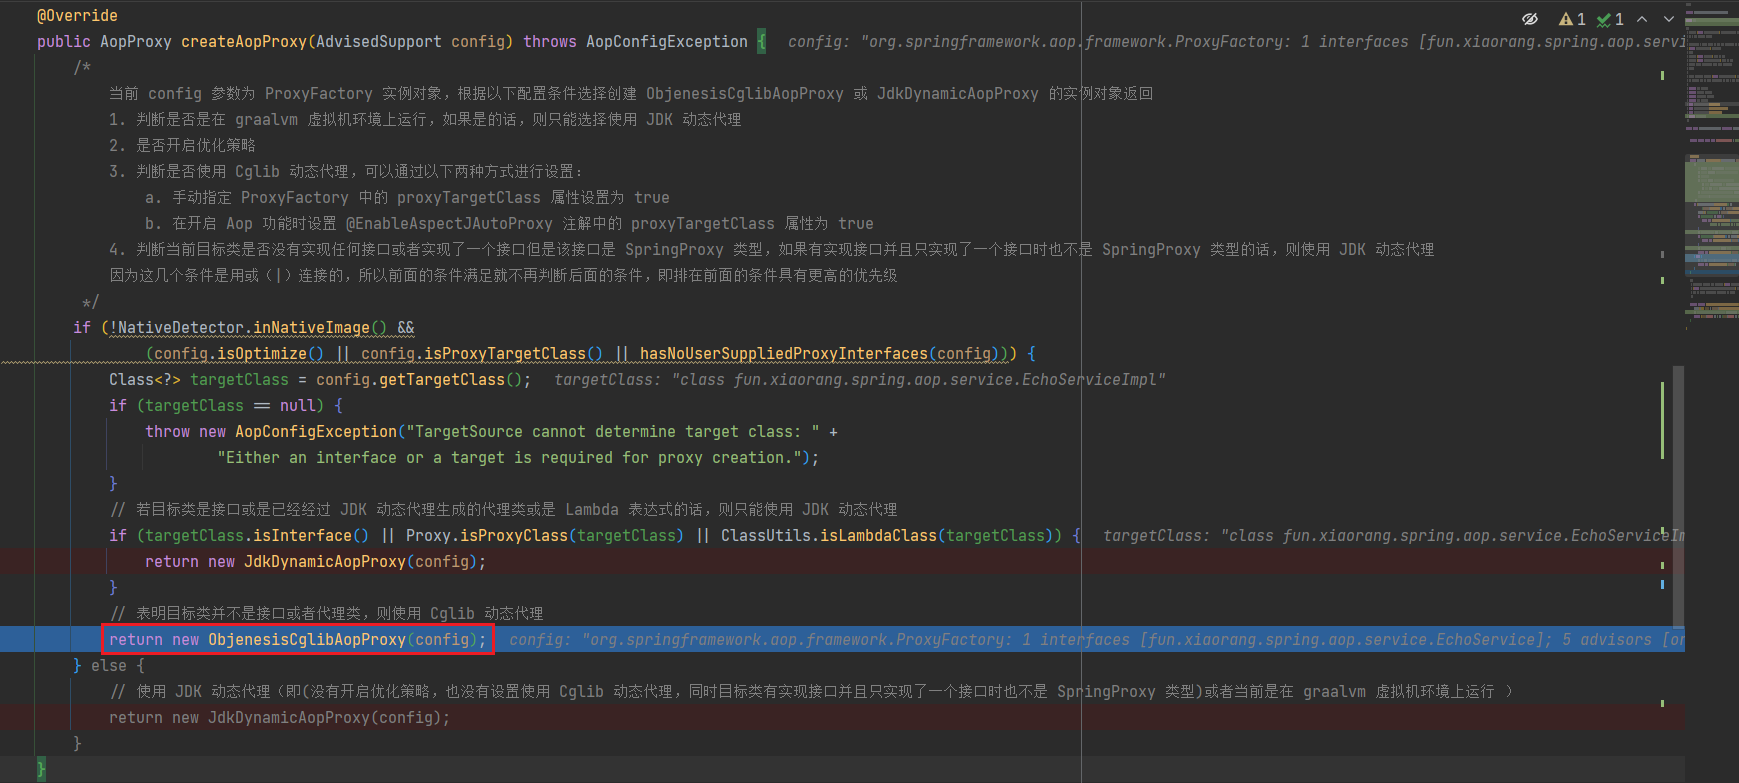 @Override
1 1
public AopProxy createAopProxy(AdvisedSupport config) throws AopConfigException { config: "org.springframework.aop.framework.ProxyFactory: 1 interfaces [fun.xiaorang.spring.aop.servi
/*
当前 config 参数为 ProxyFactory 实例对象，根据以下配置条件选择创建 ObjenesisCglibAopProxy 或 JdkDynamicAopProxy 的实例对象返回
1. 判断是否是在 graalvm 虚拟机环境上运行，如果是的话，则只能选择使用 JDK 动态代理
2. 是否开启优化策略
3. 判断是否使用 Cglib 动态代理，可以通过以下两种方式进行设置：
a. 手动指定 ProxyFactory 中的 proxyTargetClass 属性设置为 true
b. 在开启 Aop 功能时设置 @EnableAspectJAutoProxy 注解中的 proxyTargetClass 属性为 true
4. 判断当前目标类是否没有实现任何接口或者实现了一个接口但是该接口是 SpringProxy 类型，如果有实现接口并且只实现了一个接口时也不是 SpringProxy 类型的话，则使用 JDK 动态代理
因为这几个条件是用或（|）连接的，所以前面的条件满足就不再判断后面的条件，即排在前面的条件具有更高的优先级
*/
if (!NativeDetector.inNativeImage() &&
(config.isOptimize() || config.isProxyTargetClass() || hasNoUserSuppliedProxyInterfaces(config))) {
Class<?> targetClass = config.getTargetClass(); targetClass: "class fun.xiaorang.spring.aop.service.EchoServiceImpl"
if (targetClass == null) {
throw new AopConfigException("TargetSource cannot determine target class: " +
"Either an interface or a target is required for proxy creation.");
}
// 若目标类是接口或是已经经过 JDK 动态代理生成的代理类或是 Lambda 表达式的话，则只能使用 JDK 动态代理
if (targetClass.isInterface() || Proxy.isProxyClass(targetClass) || ClassUtils.isLambdaClass(targetClass)) { targetClass: "class fun.xiaorang.spring.aop.service.EchoServiceIm
return new JdkDynamicAopProxy(config);
}
// 表明目标类并不是接口或者代理类，则使用 Cglib 动态代理
return new ObjenesisCglibAopProxy(config); config: "org.springframework.aop.framework.ProxyFactory: 1 interfaces [fun.xiaorang.spring.aop.service.EchoService]; 5 advisors [or
} else {
// 使用 JDK 动态代理（即(没有开启优化策略，也没有设置使用 Cglib 动态代理，同时目标类有实现接口并且只实现了一个接口时也不是 SpringProxy 类型)或者当前是在 graalvm 虚拟机环境上运行 ）
return new JdkDynamicAopProxy(config);
}
}